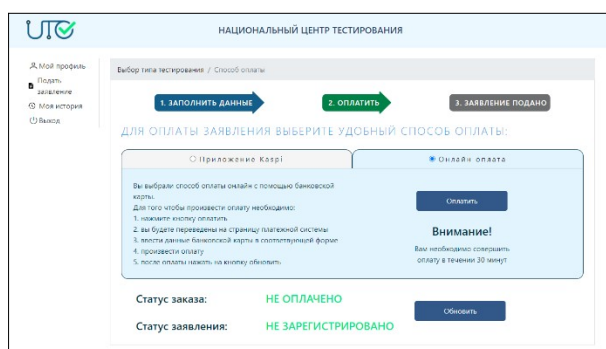 UTC
НАЦИОНАЛЬНЫЙ ЦЕНТР ТЕСТИРОВАНИЯ
Мой профиль
Подать
заявление
Моя история
Выход
Выбор типа тестирования / Способ оплаты
1. ЗАПОЛНИТЬ ДАННЫЕ
2. ОПЛАТИТЬ
3. ЗАЯВЛЕНИЕ ПОДАНО
ДЛЯ ОПЛАТЫ ЗАЯВЛЕНИЯ ВЫБЕРИТЕ УДОБНЫЙ СПОСОБ ОПЛАТЫ:
Приложение Kaspi
Онлайн оплата
Вы выбрали способ оплаты онлайн с помощью банковской
карты.
Для того чтобы произвести оплату необходимо:
1. нажмите кнопку оплатить
2. вы будете переведены на страницу платежной системы
3. ввести данные банковской карты в соответствующей форме
4. произвести оплату
5. после оплаты нажать на кнопку обновить
Оплатить
Внимание!
Вам необходимо совершить
оплату в течении 30 минут
Статус заказа: НЕ ОПЛАЧЕНО
Обновить
Статус заявления: НЕ ЗАРЕГИСТРИРОВАНО